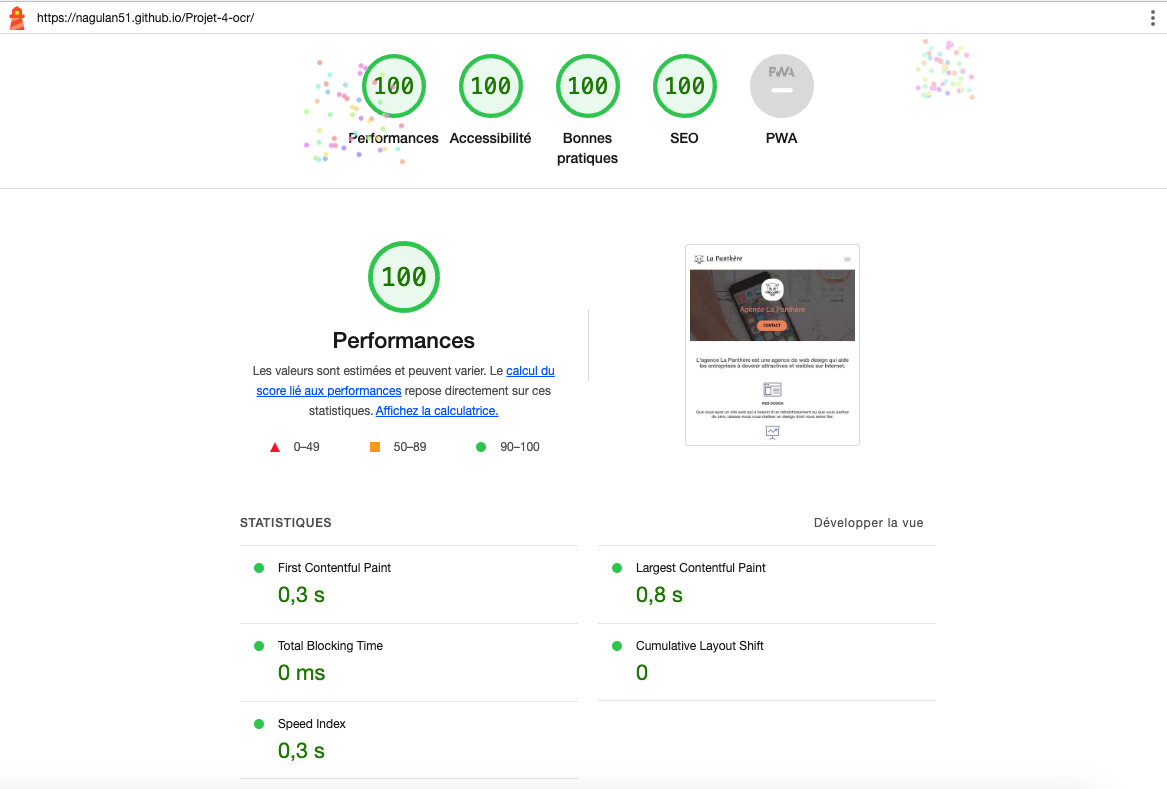 https://nagulan51.github.io/Projet-4-ocr/
100 100 100 100 PWA
Performances Accessibilité Bonnes pratiques SEO PWA
100
Performances
Les valeurs sont estimées et peuvent varier. Le calcul du
score lié aux performances repose directement sur ces
statistiques. Affichez la calculatrice.
0–49 50–89 90–100
La Panthère
Agence La Panthère
CONTACT
L'agence La Panthère est une agence de web design qui aide
les entreprises à devenir attractives et visibles sur Internet.
WEB DESIGN
STATISTIQUES Développer la vue
First Contentful Paint
0,3 s
Largest Contentful Paint
0,8 s
Total Blocking Time
0 ms
Cumulative Layout Shift
0
Speed Index
0,3 s